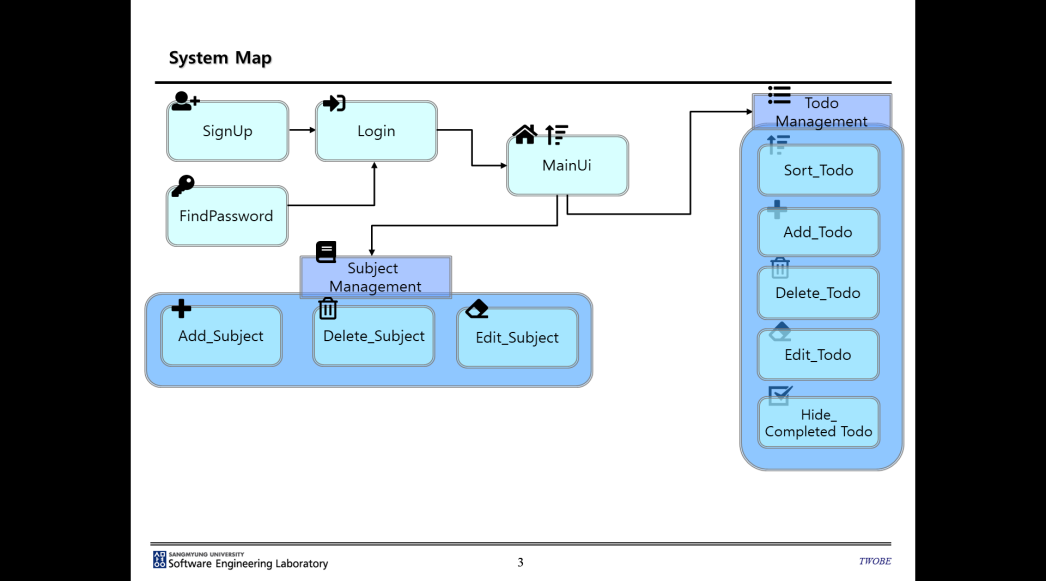 System Map
SignUp
Login
MainUi
FindPassword
Subject
Management
Add_Subject
Delete_Subject
Edit_Subject
Todo
Management
Sort_Todo
Add_Todo
Delete_Todo
Edit_Todo
Hide_
Completed Todo
SANGMYUNG UNIVERSITY
Software Engineering Laboratory
3
TWOBE